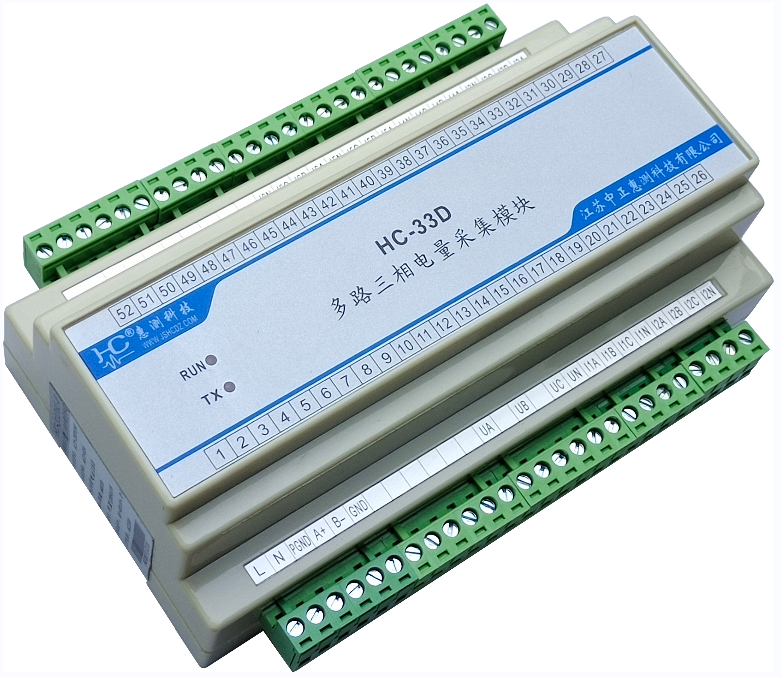 52 51 50 49 48 47 46 45 44 43 42 41 40 39 38 37 36 35 34 33 32 31 30 29 28 27
JHC® 惠测科技
WWW.JSHCDZ.COM
HC-33D
多路三相电量采集模块
江苏中正惠测科技有限公司
RUN
TX
1 2 3 4 5 6 7 8 9 10 11 12 13 14 15 16 17 18 19 20 21 22 23 24 25 26
L N PGND A+ B- GND UA UB UC UN I1A I1B I1C I1N I2A I2B I2C I2N